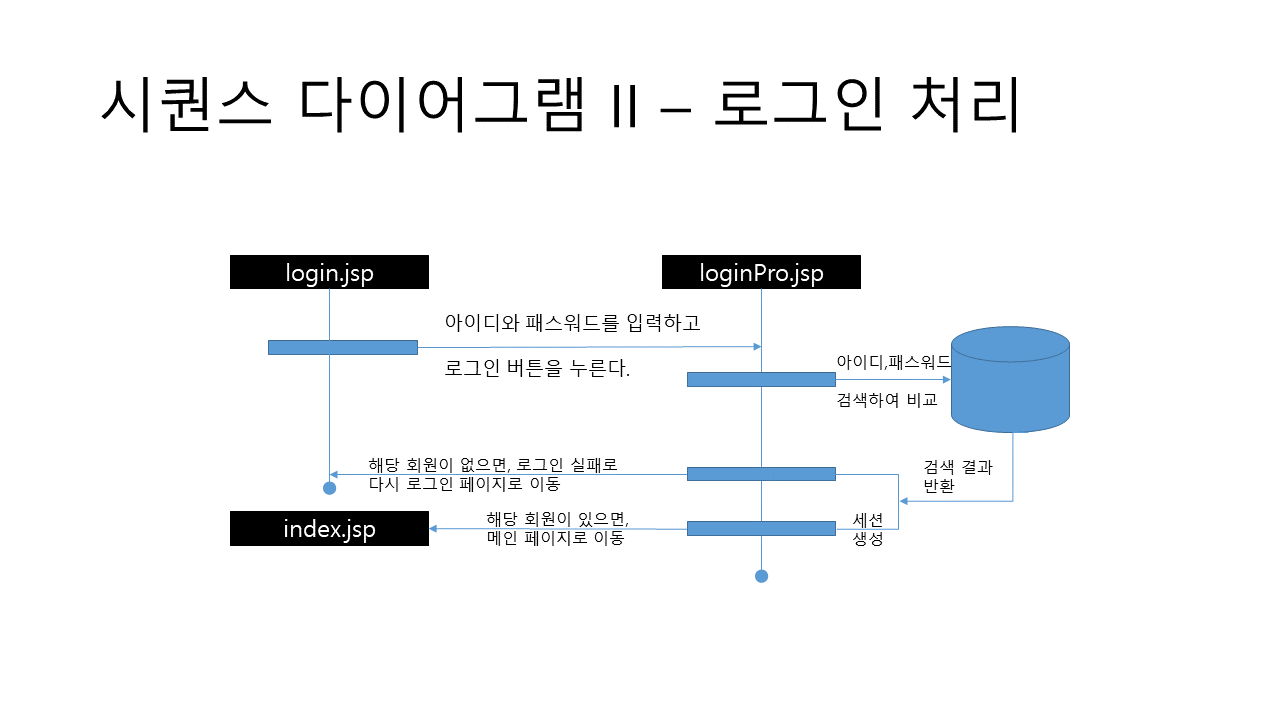 시퀀스 다이어그램 II – 로그인 처리
login.jsp
loginPro.jsp
아이디와 패스워드를 입력하고
로그인 버튼을 누른다.
아이디,패스워드
검색하여 비교
해당 회원이 없으면, 로그인 실패로
다시 로그인 페이지로 이동
검색 결과
반환
index.jsp
해당 회원이 있으면,
메인 페이지로 이동
세션
생성